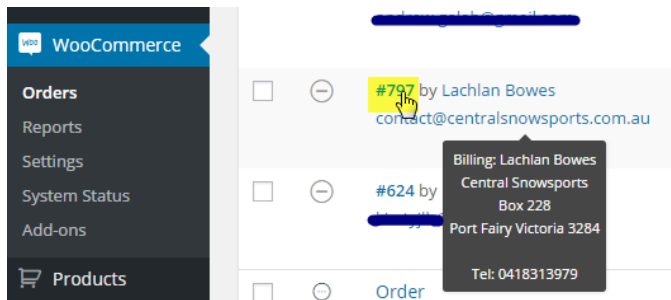 Woo
WooCommerce
Orders
Reports
Settings
System Status
Add-ons
Products
#797 by Lachlan Bowes
contact@centralsnowsports.com.au
Billing: Lachlan Bowes
Central Snowsports
Box 228
Port Fairy Victoria 3284
Tel: 0418313979
#624 by
Order